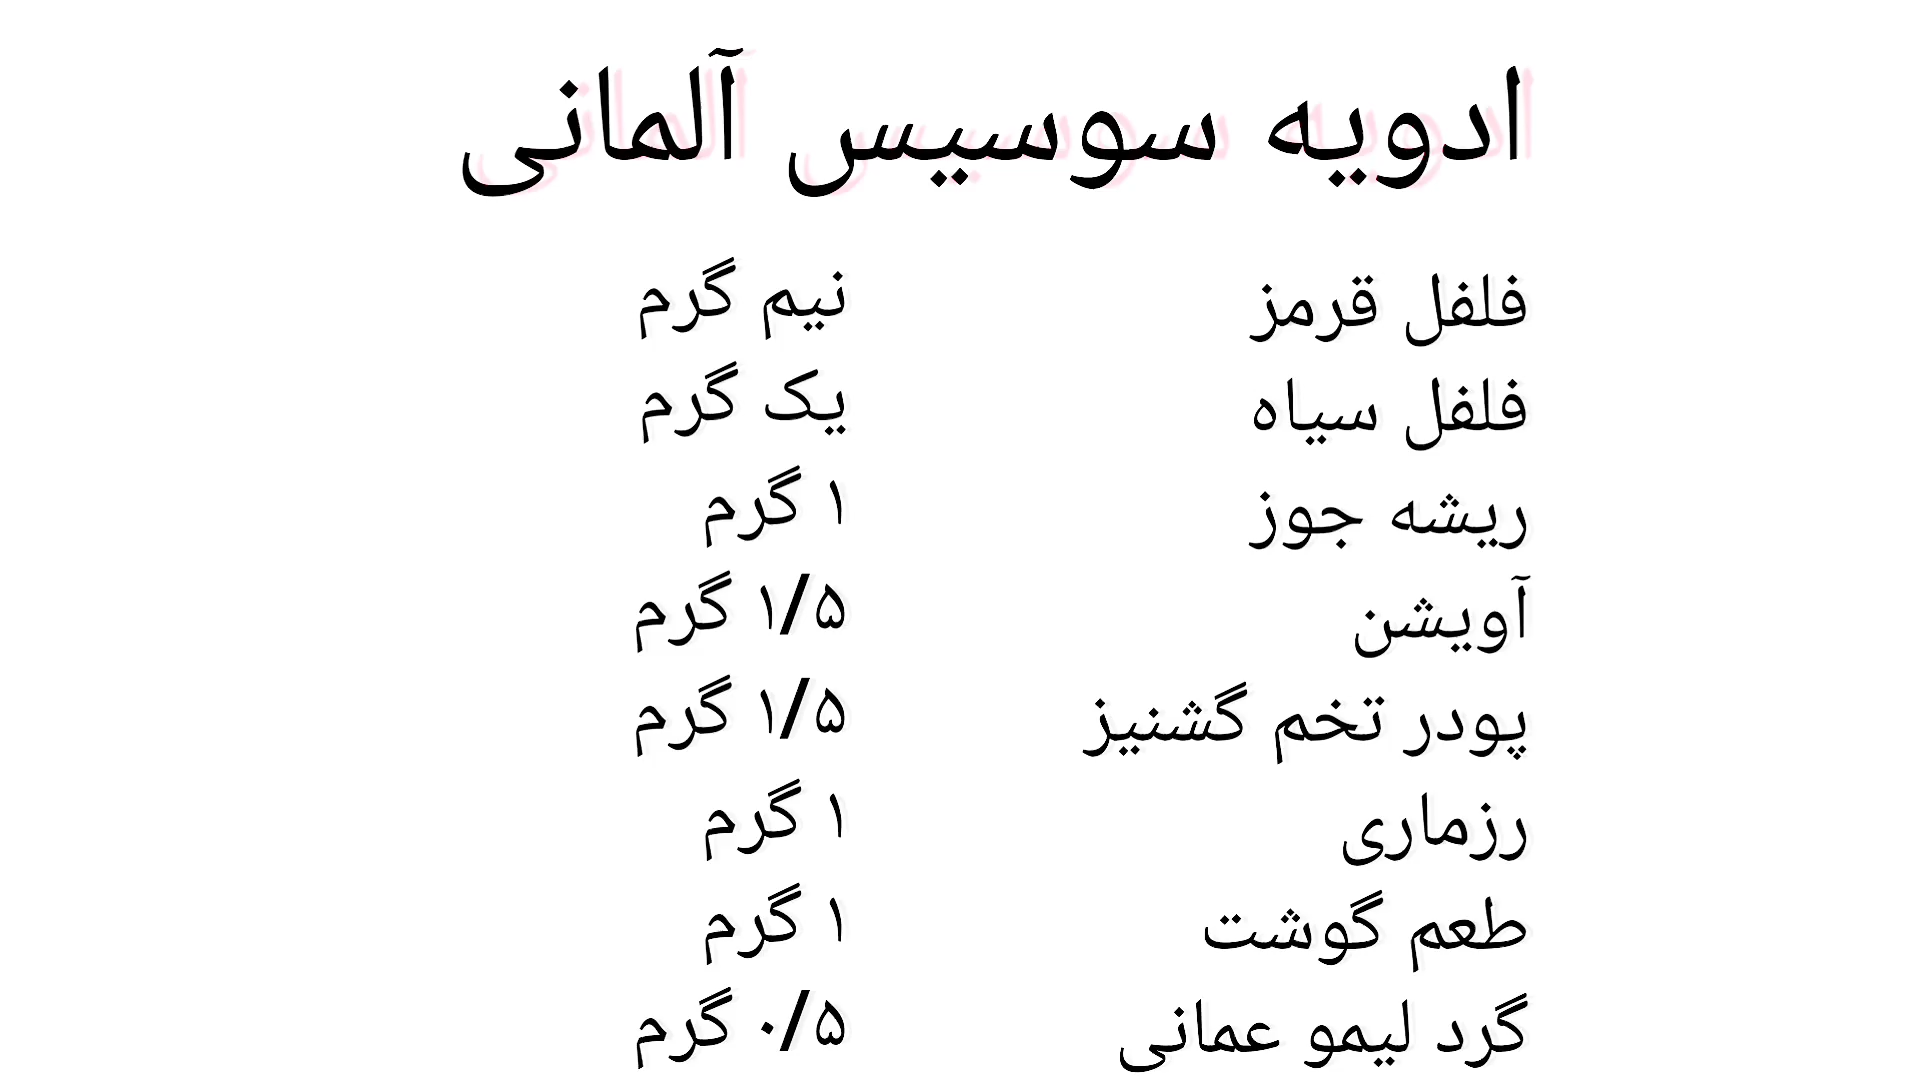 ادویه سوسیس آلمانی
فلفل قرمز نیم گرم
فلفل سیاه یک گرم
ریشه جوز ۱ گرم
آویشن ۱/۵ گرم
پودر تخم گشنیز ۱/۵ گرم
رزماری ۱ گرم
طعم گوشت ۱ گرم
گرد لیمو عمانی ۰/۵ گرم